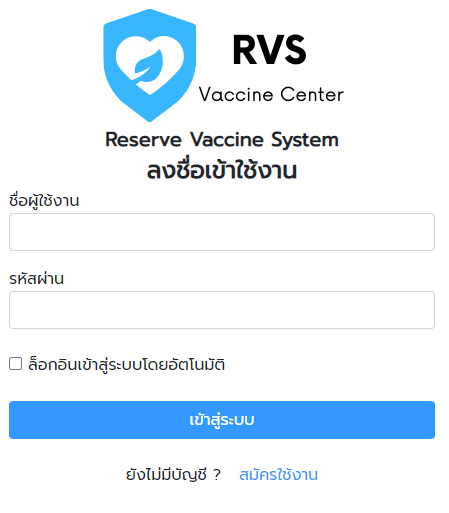 RVS
Vaccine Center
Reserve Vaccine System
ลงชื่อเข้าใช้งาน
ชื่อผู้ใช้งาน
รหัสผ่าน
ล็อกอินเข้าสู่ระบบโดยอัตโนมัติ
เข้าสู่ระบบ
ยังไม่มีบัญชี ? สมัครใช้งาน